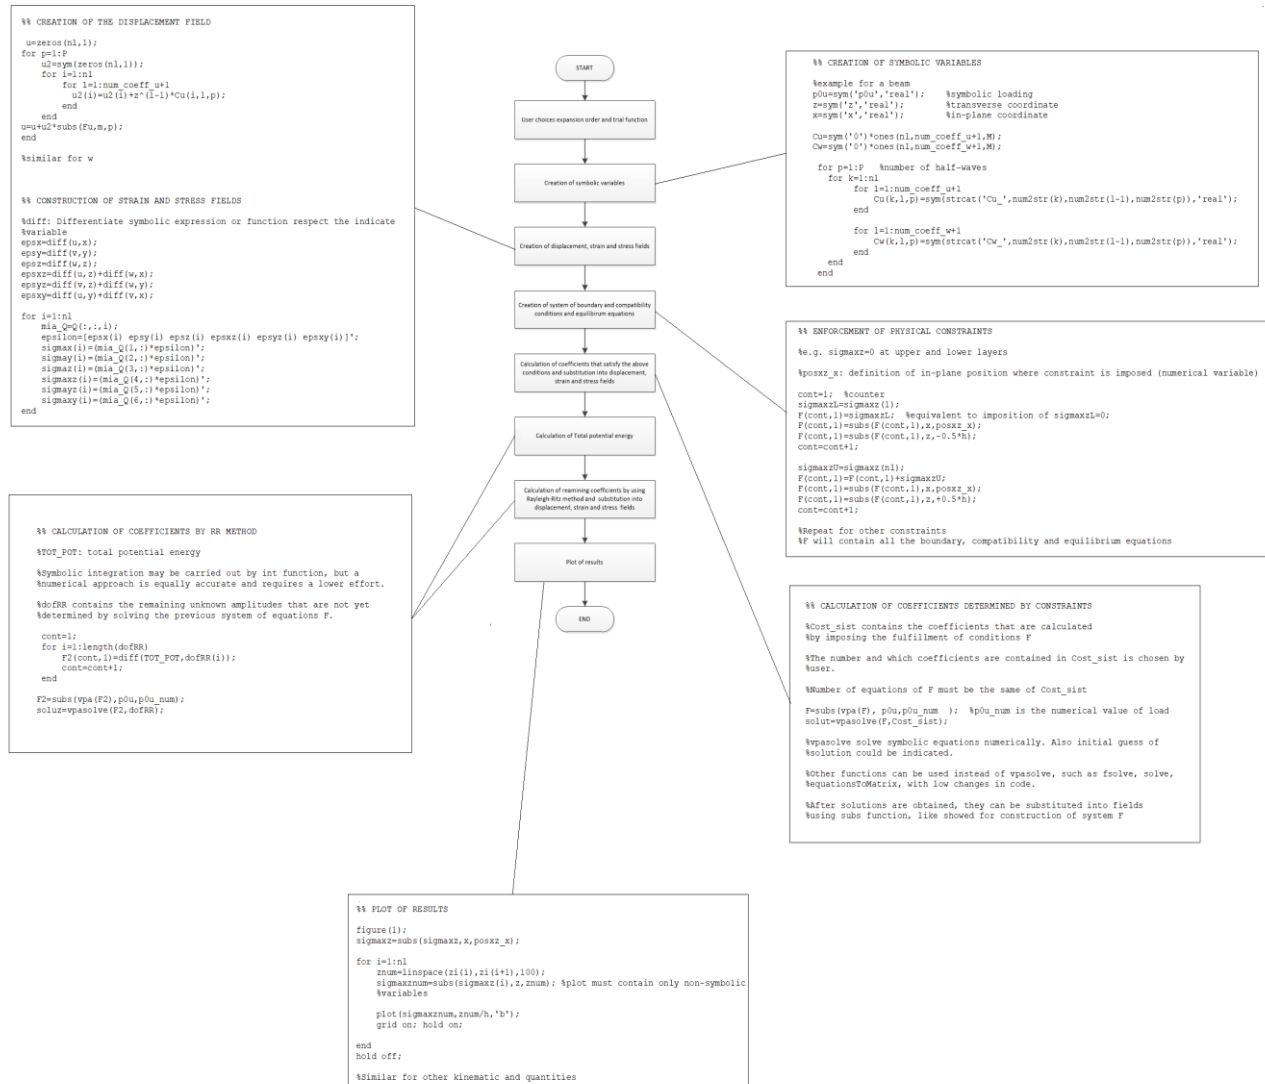 %% CREATION OF THE DISPLACEMENT FIELD
u=zeros(nl,1);
for p=1:P
u2=sym(zeros(nl,1));
for i=1:nl
for l=1:num_coeff_u+1
u2(i)=u2(i)+z^(l-1)*Cu(i,l,p);
end
end
u=u+u2*subs(Fu,m,p);
end
%similar for w
%% CONSTRUCTION OF STRAIN AND STRESS FIELDS
%diff: Differentiate symbolic expression or function respect the indicate
%variable
epsx=diff(u,x);
epsy=diff(v,y);
epsz=diff(w,z);
epsxz=diff(u,z)+diff(w,x);
epsyz=diff(v,z)+diff(w,y);
epsxy=diff(u,y)+diff(v,x);
for i=1:nl
mia_Q=Q(:,:,i);
epsilon=[epsx(i) epsy(i) epsz(i) epsxz(i) epsyz(i) epsxy(i)]';
sigmax(i)=(mia_Q(1,:)*epsilon)';
sigmay(i)=(mia_Q(2,:)*epsilon)';
sigmaz(i)=(mia_Q(3,:)*epsilon)';
sigmaxz(i)=(mia_Q(4,:)*epsilon)';
sigmayz(i)=(mia_Q(5,:)*epsilon)';
sigmaxy(i)=(mia_Q(6,:)*epsilon)';
end
%% CALCULATION OF COEFFICIENTS BY RR METHOD
%TOT_POT: total potential energy
%Symbolic integration may be carried out by int function, but a
%numerical approach is equally accurate and requires a lower effort.
%dofRR contains the remaining unknown amplitudes that are not yet
%determined by solving the previous system of equations F.
cont=1;
for i=1:length(dofRR)
F2(cont,1)=diff(TOT_POT,dofRR(i));
cont=cont+1;
end
F2=subs(vpa(F2),p0u,p0u_num);
soluz=vpasolve(F2,dofRR);
START
User choices expansion order and trial function
Creation of symbolic variables
Creation of displacement, strain and stress fields
Creation of system of boundary and compatibility
conditions and equilibirum equations
Calculation of coefficients that satisfy the above
conditions and substitution into displacement,
strain and stress fields
Calculation of Total potential energy
Calculation of reamining coefficients by using
Rayleigh-Ritz method and substitution into
displacement, strain and stress fields
Plot of results
END
%% CREATION OF SYMBOLIC VARIABLES
%example for a beam
p0u=sym('p0u','real'); %symbolic loading
z=sym('z','real'); %transverse coordinate
x=sym('x','real'); %in-plane coordinate
Cu=sym('0')*ones(nl,num_coeff_u+1,M);
Cw=sym('0')*ones(nl,num_coeff_w+1,M);
for p=1:P %number of half-waves
for k=1:nl
for l=1:num_coeff_u+1
Cu(k,l,p)=sym(strcat('Cu_',num2str(k),num2str(l-1),num2str(p)),'real');
end
for l=1:num_coeff_w+1
Cw(k,l,p)=sym(strcat('Cw_',num2str(k),num2str(l-1),num2str(p)),'real');
end
end
end
%% ENFORCEMENT OF PHYSICAL CONSTRAINTS
%e.g. sigmaxz=0 at upper and lower layers
%posxz_x: definition of in-plane position where constraint is imposed (numerical variable)
cont=1; %counter
sigmaxzL=sigmaxz(1);
F(cont,1)=sigmaxzL; %equivalent to imposition of sigmaxzL=0;
F(cont,1)=subs(F(cont,1),x,posxz_x);
F(cont,1)=subs(F(cont,1),z,-0.5*h);
cont=cont+1;
sigmaxzU=sigmaxz(nl);
F(cont,1)=F(cont,1)+sigmaxzU;
F(cont,1)=subs(F(cont,1),x,posxz_x);
F(cont,1)=subs(F(cont,1),z,+0.5*h);
cont=cont+1;
%Repeat for other constraints
%F will contain all the boundary, compatibility and equilibrium equations
%% CALCULATION OF COEFFICIENTS DETERMINED BY CONSTRAINTS
%Cost_sist contains the coefficients that are calculated
%by imposing the fulfillment of conditions F
%The number and which coefficients are contained in Cost_sist is chosen by
%user.
%Number of equations of F must be the same of Cost_sist
F=subs(vpa(F), p0u,p0u_num ); %p0u_num is the numerical value of load
solut=vpasolve(F,Cost_sist);
%vpasolve solve symbolic equations numerically. Also initial guess of
%solution could be indicated.
%Other functions can be used instead of vpasolve, such as fsolve, solve,
%equationsToMatrix, with low changes in code.
%After solutions are obtained, they can be substituted into fields
%using subs function, like showed for construction of system F
%% PLOT OF RESULTS
figure(1);
sigmaxz=subs(sigmaxz,x,posxz_x);
for i=1:nl
znum=linspace(zi(i),zi(i+1),100);
sigmaxznum=subs(sigmaxz(i),z,znum); %plot must contain only non-symbolic
%variables
plot(sigmaxznum,znum/h,'b');
grid on; hold on;
end
hold off;
%Similar for other kinematic and quantities